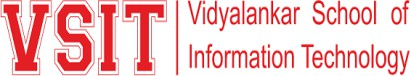 VSIT
Vidyalankar School of
Information Technology